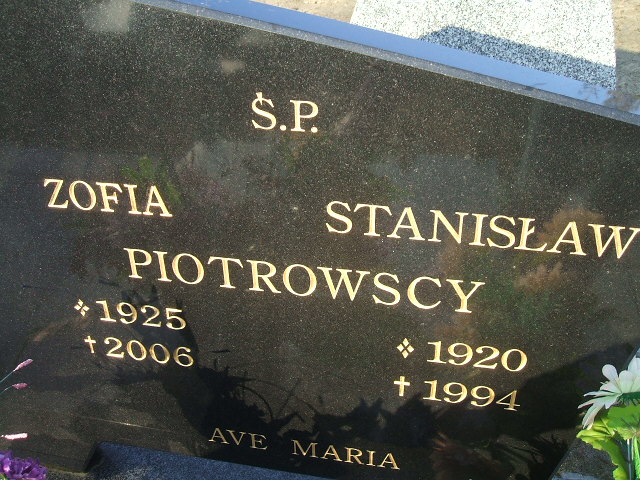 Ś.P.
ZOFIA STANISŁAW
PIOTROWSCY
1925 1920
✝2006 ✝1994
AVE MARIA